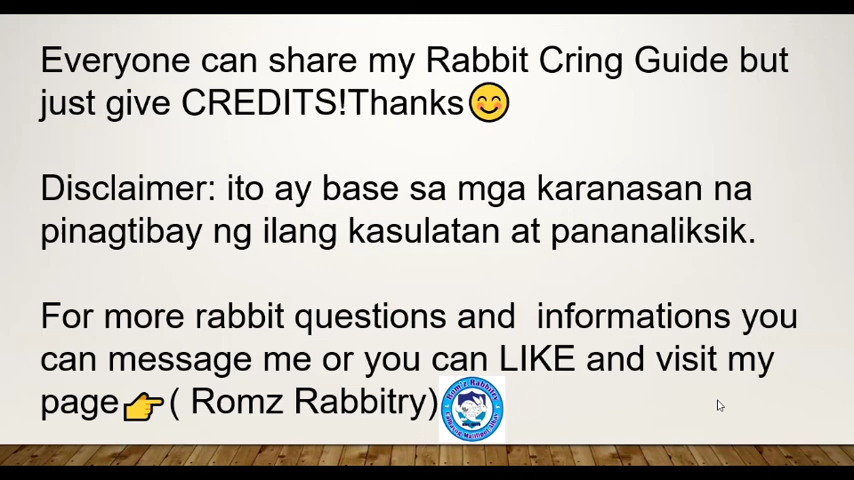 Everyone can share my Rabbit Cring Guide but
just give CREDITS!Thanks😊
Disclaimer: ito ay base sa mga karanasan na
pinagtibay ng ilang kasulatan at pananaliksik.
For more rabbit questions and informations you
can message me or you can LIKE and visit my
page👉( Romz Rabbitry)
Rom'z Rabbitry